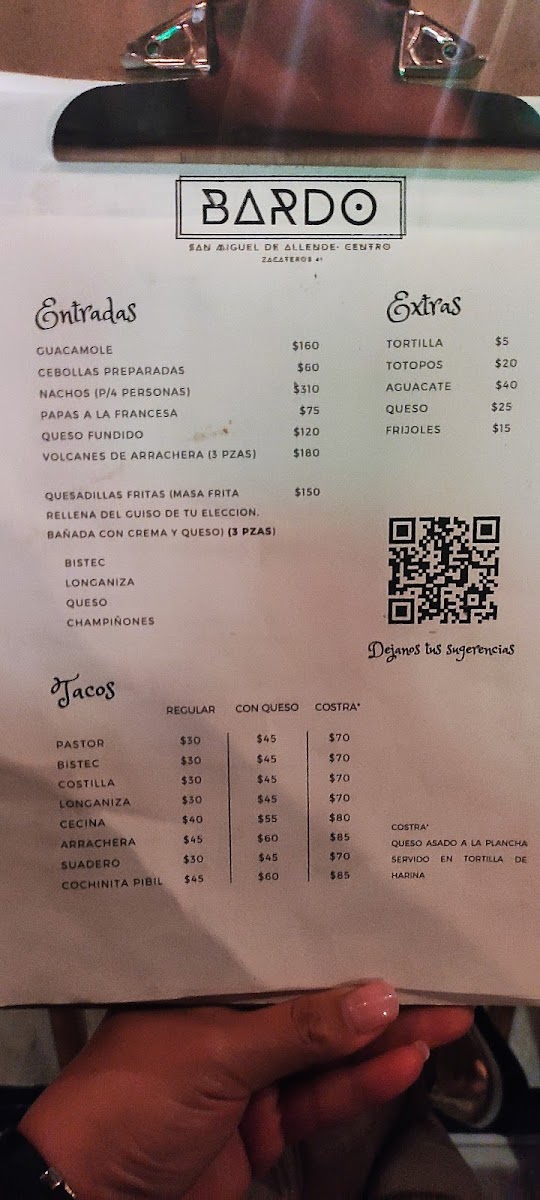 BARDO
SAN MIGUEL DE ALLENDE- CENTRO
ZACATEROS 41
Entradas
GUACAMOLE $160
CEBOLLAS PREPARADAS $60
NACHOS (P/4 PERSONAS) $310
PAPAS A LA FRANCESA $75
QUESO FUNDIDO $120
VOLCANES DE ARRACHERA (3 PZAS) $180
QUESADILLAS FRITAS (MASA FRITA $150
RELLENA DEL GUISO DE TU ELECCION,
BAÑADA CON CREMA Y QUESO) (3 PZAS)
BISTEC
LONGANIZA
QUESO
CHAMPIÑONES
Extras
TORTILLA $5
TOTOPOS $20
AGUACATE $40
QUESO $25
FRIJOLES $15
Dejanos tus sugerencias
Tacos
REGULAR CON QUESO COSTRA*
PASTOR $30 $45 $70
BISTEC $30 $45 $70
COSTILLA $30 $45 $70
LONGANIZA $30 $45 $70
CECINA $40 $55 $80
ARRACHERA $45 $60 $85
SUADERO $30 $45 $70
COCHINITA PIBIL $45 $60 $85
COSTRA*
QUESO ASADO A LA PLANCHA
SERVIDO EN TORTILLA DE
HARINA